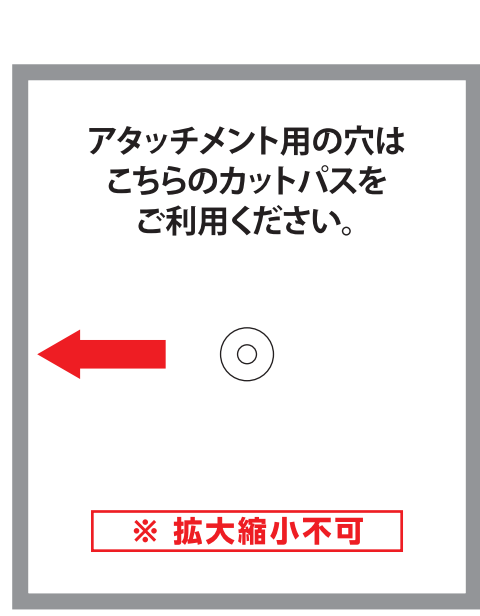 アタッチメント用の穴は
こちらのカットパスを
ご利用ください。
※ 拡大縮小不可